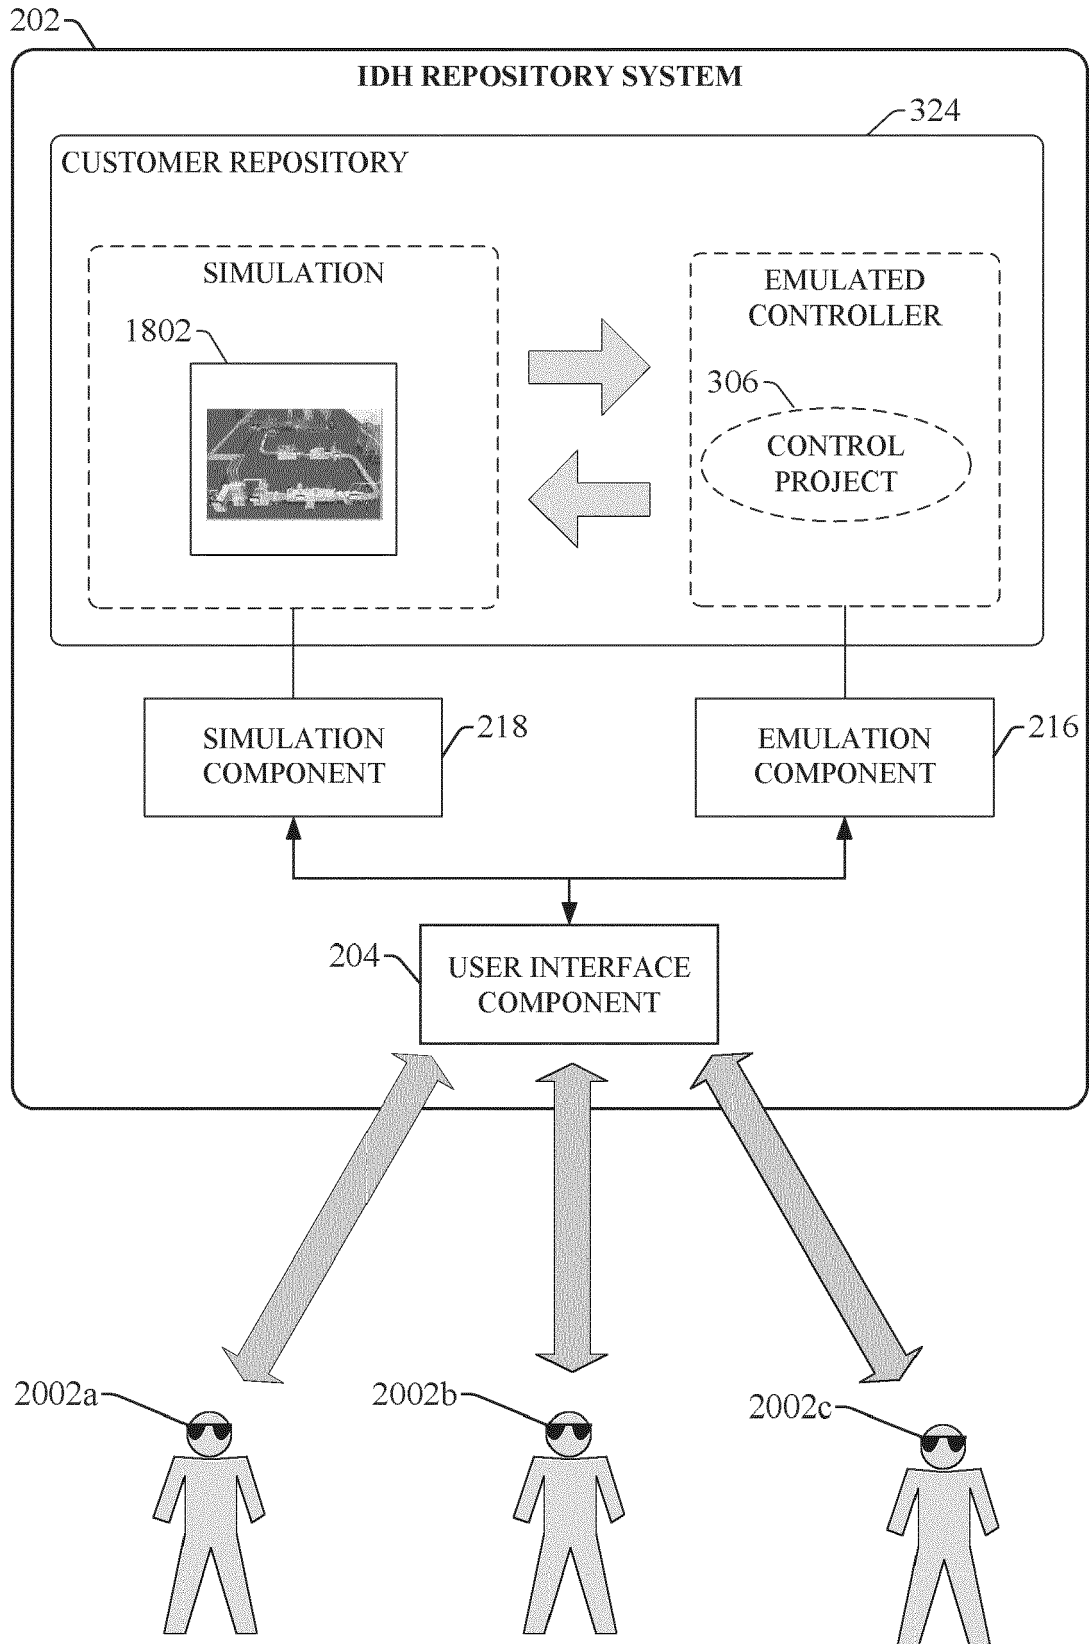 202
IDH REPOSITORY SYSTEM
324
CUSTOMER REPOSITORY
SIMULATION
1802
EMULATED
CONTROLLER
306
CONTROL
PROJECT
SIMULATION
COMPONENT
218
EMULATION
COMPONENT
216
204
USER INTERFACE
COMPONENT
2002a
2002b
2002c